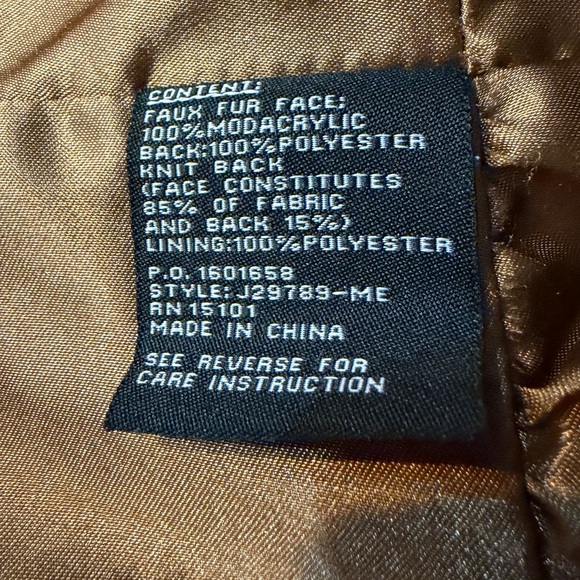 CONTENT:
FAUX FUR FACE:
100%MODACRYLIC
BACK:100%POLYESTER
KNIT BACK
(FACE CONSTITUTES
85% OF FABRIC
AND BACK 15%)
LINING:100%POLYESTER
P.O. 1601658
STYLE: J29789-ME
RN 15101
MADE IN CHINA
SEE REVERSE FOR
CARE INSTRUCTION